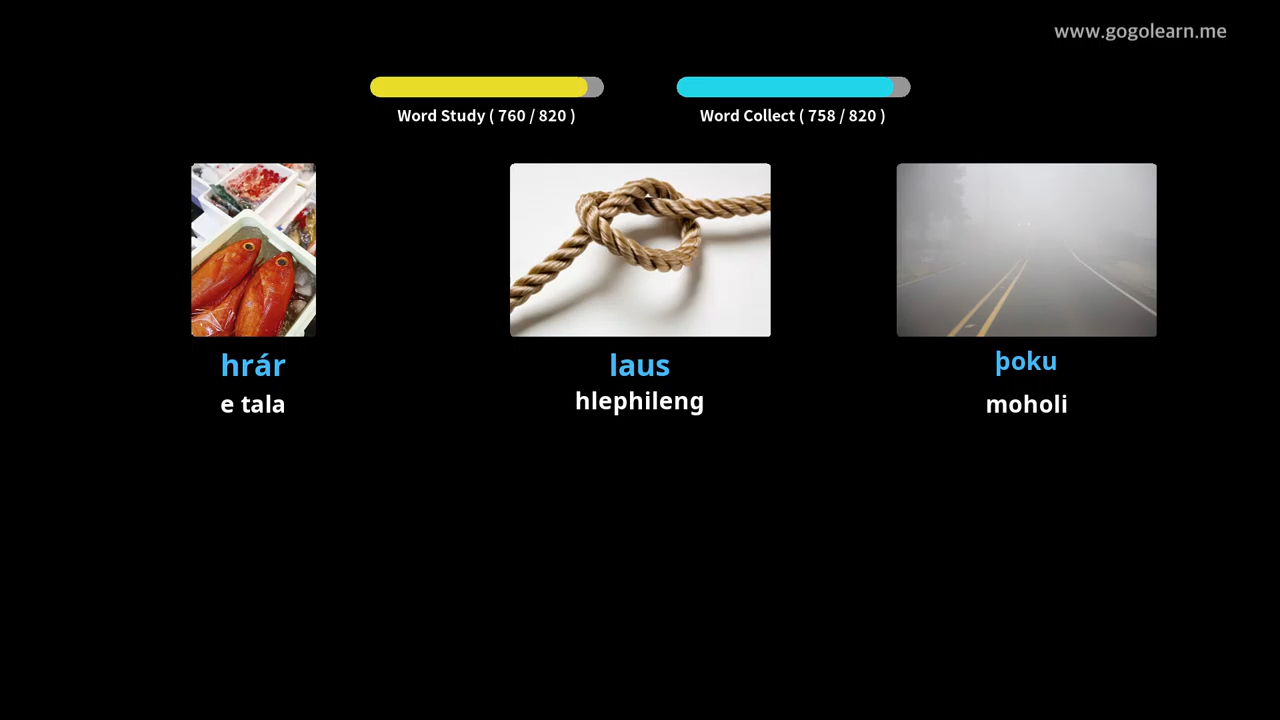 www.gogolearn.me
Word Study ( 760 / 820 )
Word Collect ( 758 / 820 )
hrár
e tala
laus
hlephileng
þoku
moholi